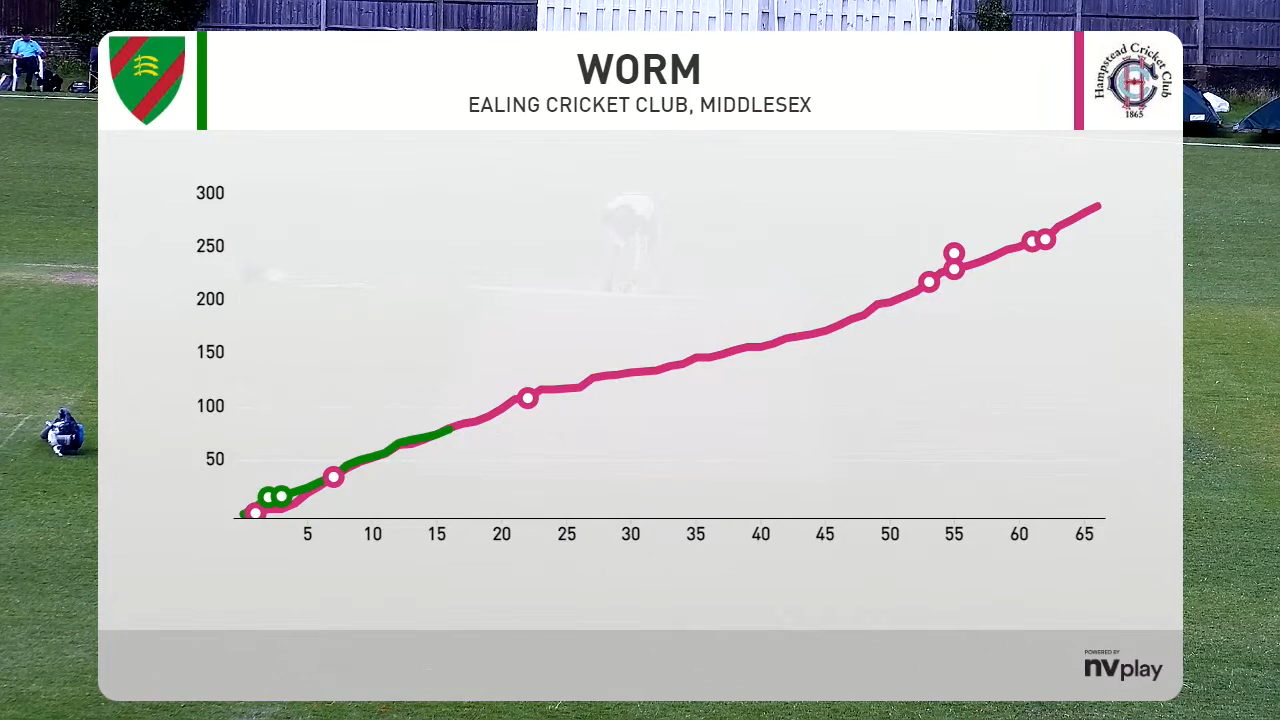 WORM
EALING CRICKET CLUB, MIDDLESEX
Hampstead Cricket Club
1865
300
250
200
150
100
50
5 10 15 20 25 30 35 40 45 50 55 60 65
POWERED BY
nvplay